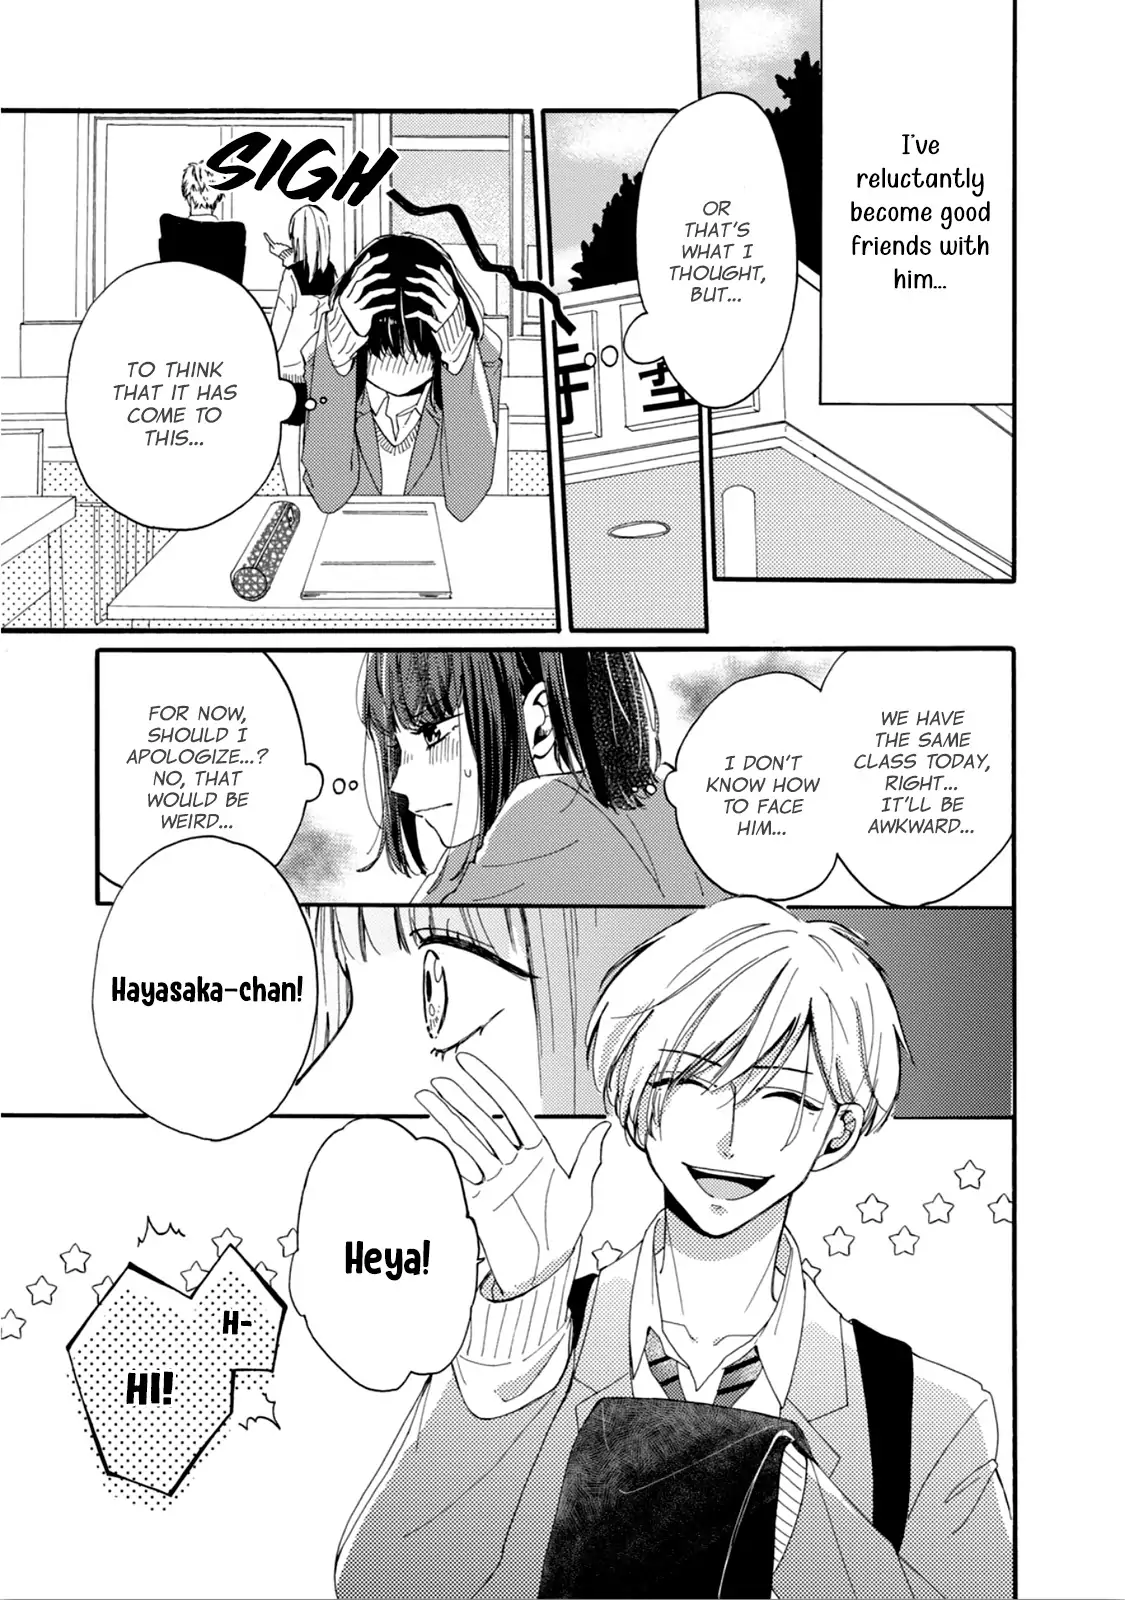 I've
reluctantly
become good
friends with
him...
OR
THAT'S
WHAT I
THOUGHT,
BUT...
SIGH
TO THINK
THAT IT HAS
COME TO
THIS...
WE HAVE
THE SAME
CLASS TODAY,
RIGHT...
IT'LL BE
AWKWARD...
I DON'T
KNOW HOW
TO FACE
HIM...
FOR NOW,
SHOULD I
APOLOGIZE...?
NO, THAT
WOULD BE
WEIRD...
Hayasaka-chan!
Heya!
H-
HI!